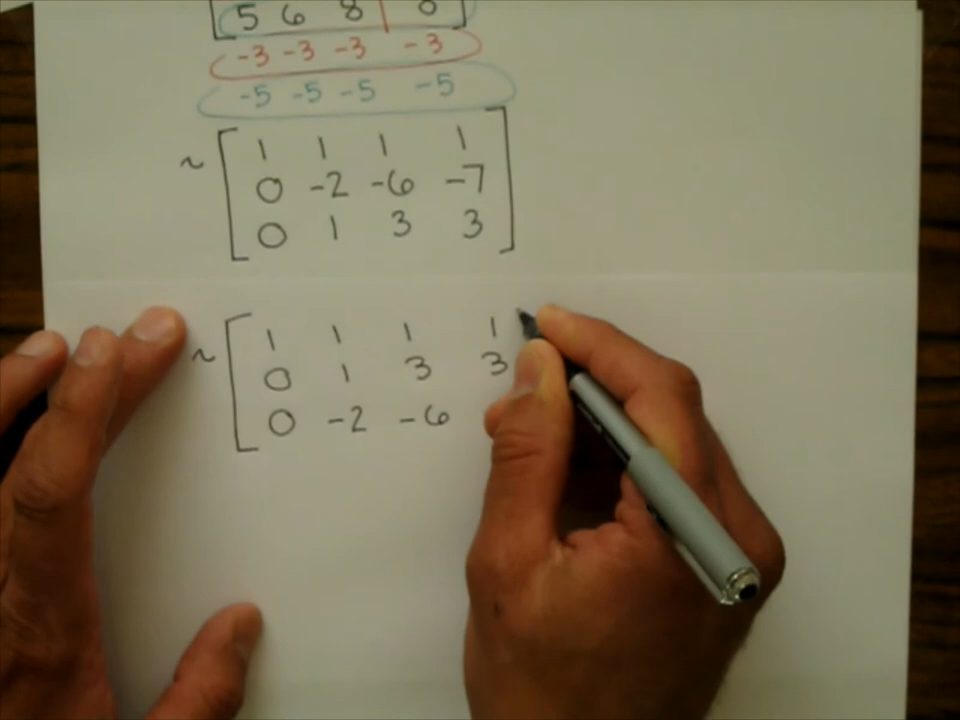 5 6 8 | 0
-3 -3 -3 -3
-5 -5 -5 -5
~ [ 1 1 1 1
0 -2 -6 -7
0 1 3 3 ]
~ [ 1 1 1 1
0 1 3 3
0 -2 -6